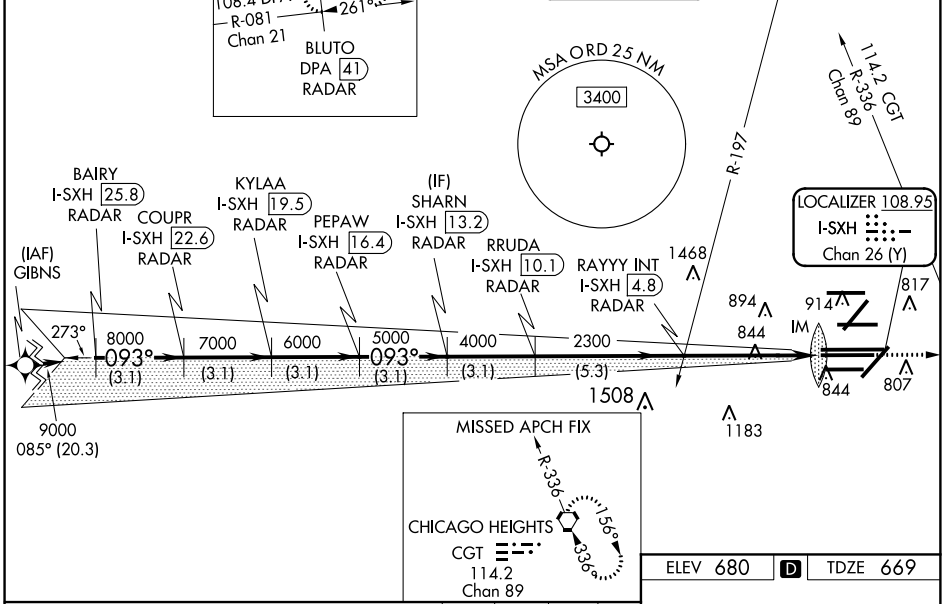 R-081
261°
Chan 21
BLUTO
DPA 41
RADAR
MSA ORD 25 NM
3400
114.2 CGT
R-336
Chan 89
R-197
BAIRY
I-SXH 25.8
RADAR
COUPR
I-SXH 22.6
RADAR
KYLAA
I-SXH 19.5
RADAR
PEPAW
I-SXH 16.4
RADAR
(IF)
SHARN
I-SXH 13.2
RADAR
RRUDA
I-SXH 10.1
RADAR
RAYYY INT
I-SXH 4.8
RADAR
LOCALIZER 108.95
I-SXH
Chan 26 (Y)
(IAF)
GIBNS
1468
894
844
914
817
IM
273°
8000
7000
6000
5000
4000
2300
093°
093°
(3.1)
(3.1)
(3.1)
(3.1)
(3.1)
(5.3)
844
807
1508
1183
9000
085° (20.3)
MISSED APCH FIX
R-336
CHICAGO HEIGHTS
CGT
114.2
Chan 89
156°
336°
ELEV 680 D TDZE 669